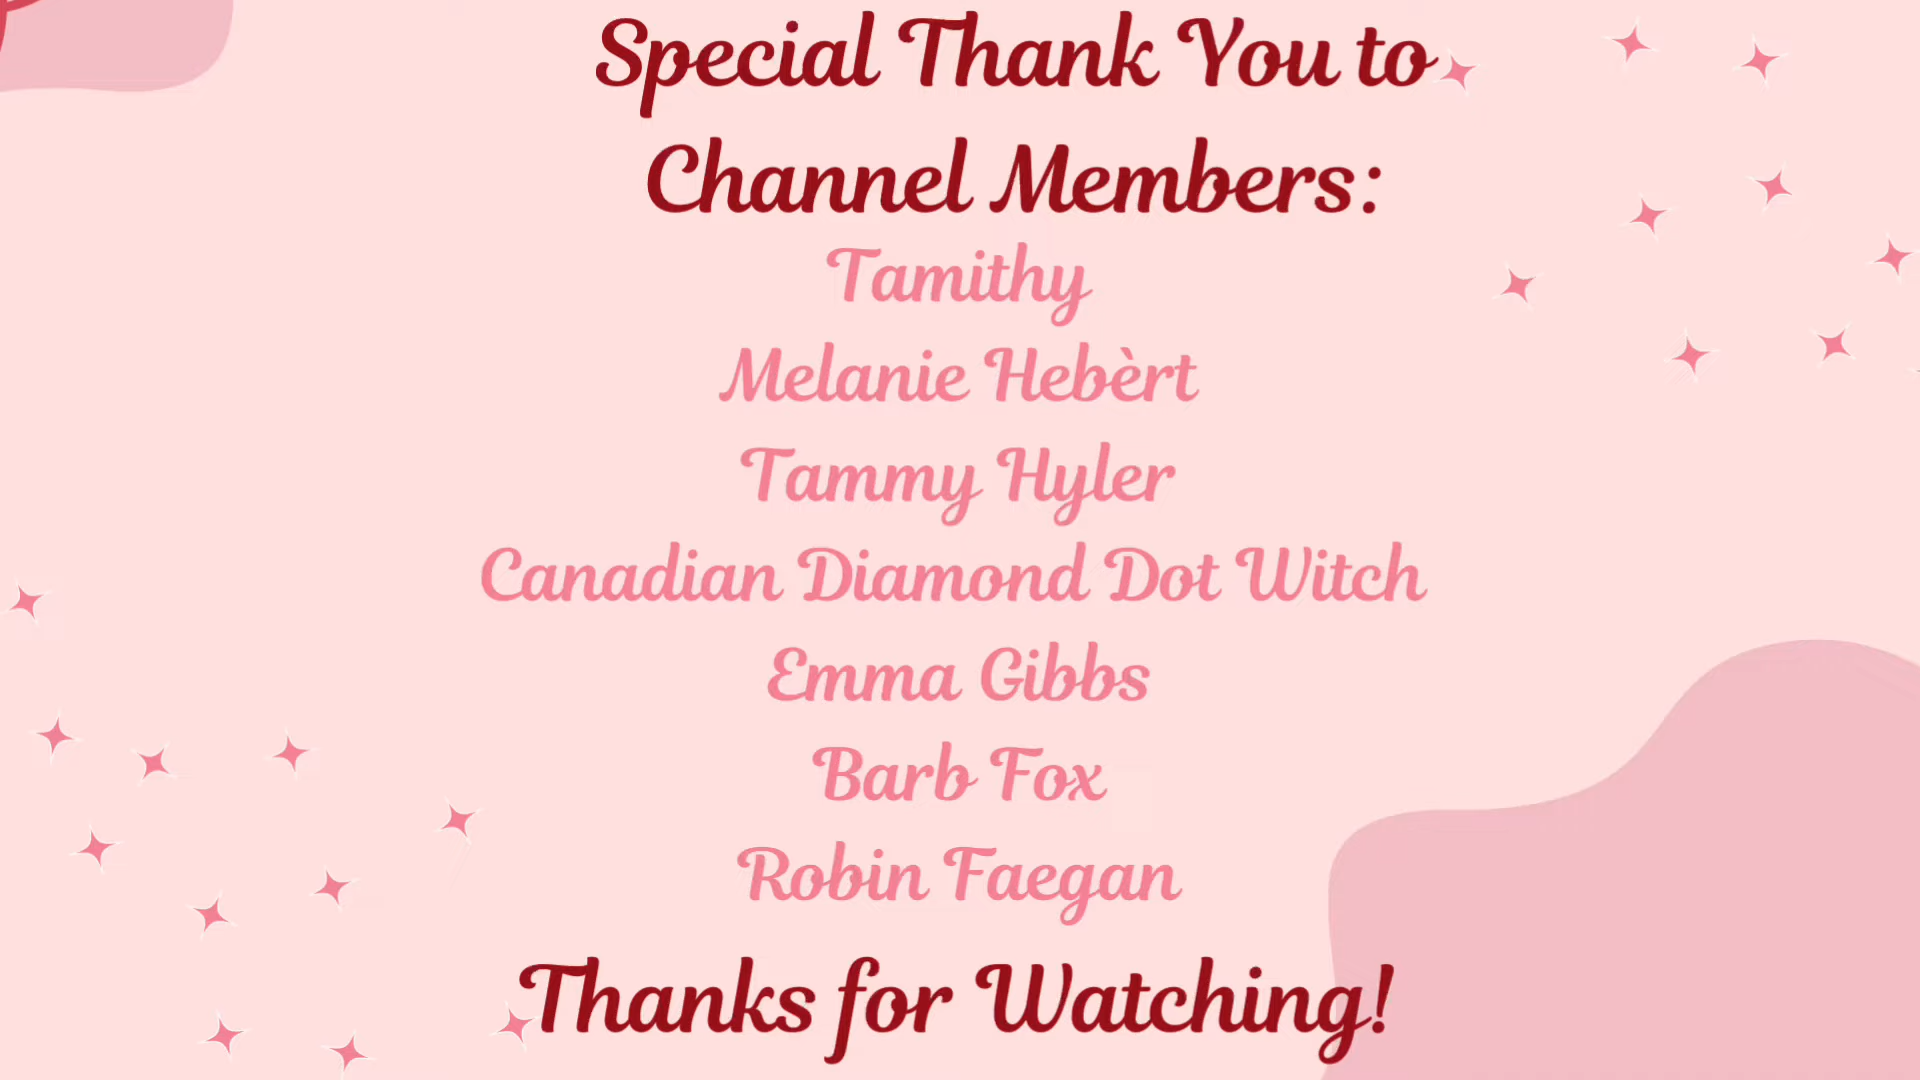 Special Thank You to
Channel Members:
Tamithy
Melanie Hebèrt
Tammy Hyler
Canadian Diamond Dot Witch
Emma Gibbs
Barb Fox
Robin Faegan
Thanks for Watching!